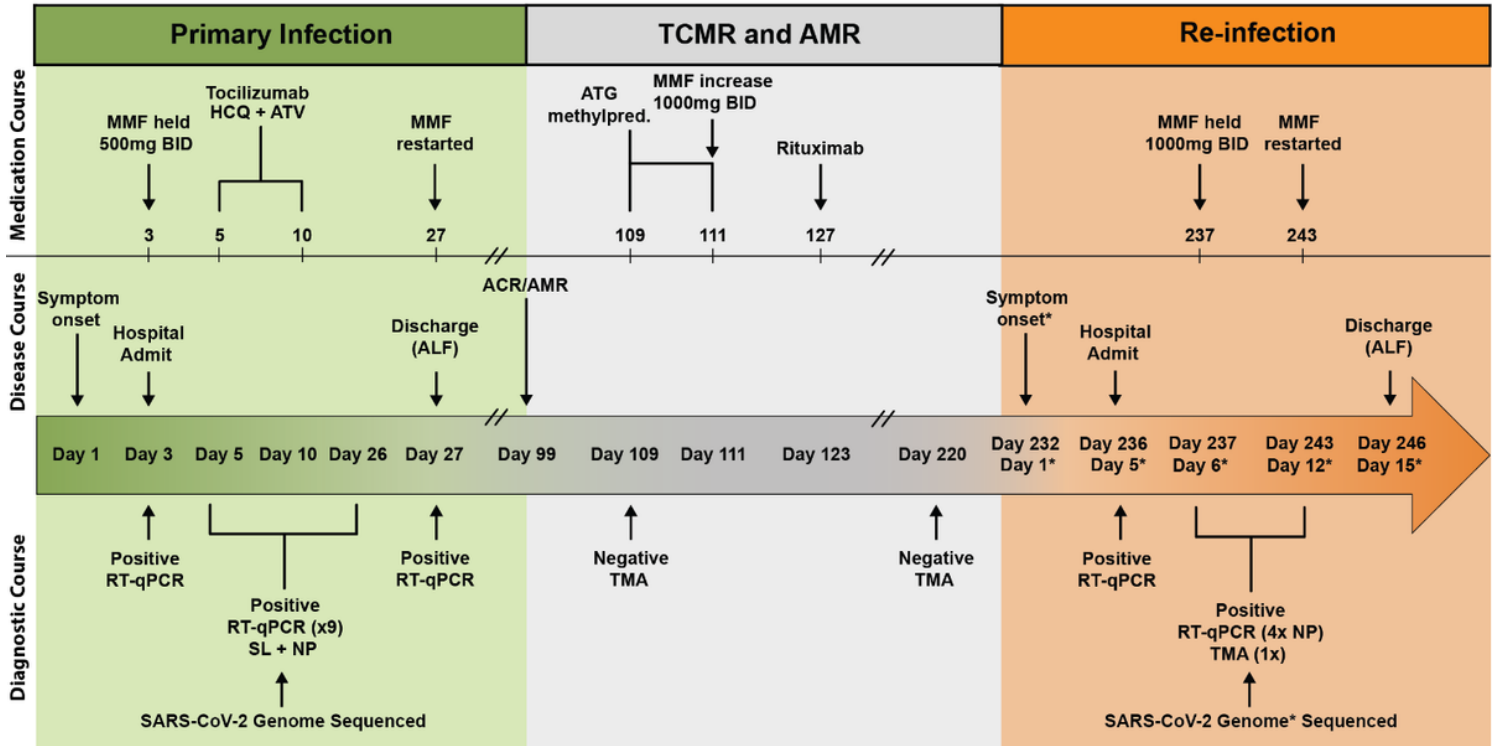 Primary Infection
TCMR and AMR
Re-infection
Medication Course
MMF held
500mg BID
Tocilizumab
HCQ + ATV
MMF
restarted
ATG
methylpred.
MMF increase
1000mg BID
Rituximab
MMF held
1000mg BID
MMF
restarted
3
5
10
27
109
111
127
237
243
Disease Course
Symptom
onset
Hospital
Admit
Discharge
(ALF)
ACR/AMR
Symptom
onset*
Hospital
Admit
Discharge
(ALF)
Day 1
Day 3
Day 5
Day 10
Day 26
Day 27
Day 99
Day 109
Day 111
Day 123
Day 220
Day 232
Day 1*
Day 236
Day 5*
Day 237
Day 6*
Day 243
Day 12*
Day 246
Day 15*
Diagnostic Course
Positive
RT-qPCR
Positive
RT-qPCR (x9)
SL + NP
SARS-CoV-2 Genome Sequenced
Positive
RT-qPCR
Negative
TMA
Negative
TMA
Positive
RT-qPCR
Positive
RT-qPCR (4x NP)
TMA (1x)
SARS-CoV-2 Genome* Sequenced